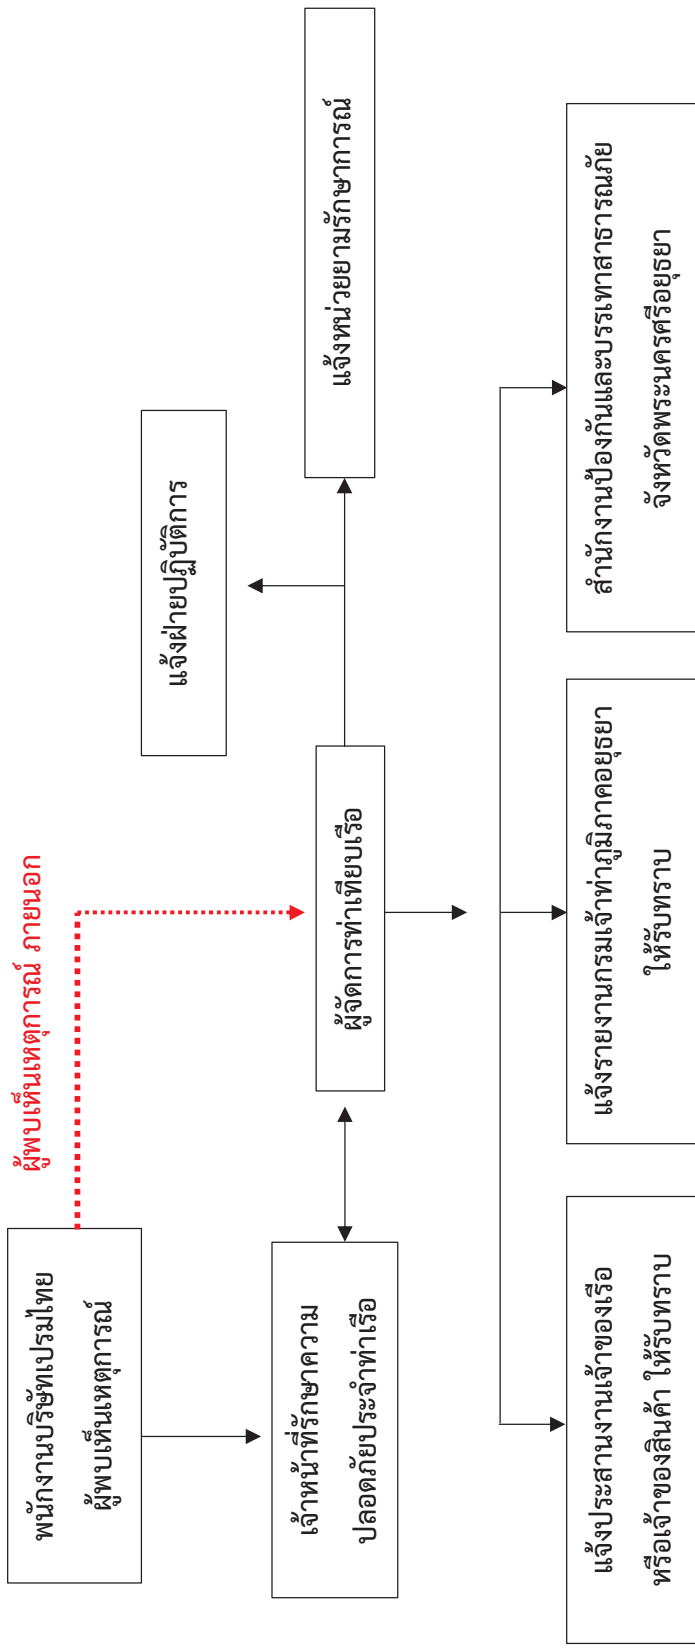 ผู้พบเห็นเหตุการณ์ ภายนอก
พนักงานบริษัทเปรมไทย
ผู้พบเห็นเหตุการณ์
แจ้งฝ่ายปฏิบัติการ
เจ้าหน้าที่รักษาความ
ปลอดภัยประจำท่าเรือ
ผู้จัดการท่าเทียบเรือ
แจ้งหน่วยยามรักษาการณ์
แจ้งประสานงานเจ้าของเรือ
หรือเจ้าของสินค้า ให้รับทราบ
แจ้งรายงานกรมเจ้าท่าภูมิภาคอยุธยา
ให้รับทราบ
สำนักงานป้องกันและบรรเทาสาธารณภัย
จังหวัดพระนครศรีอยุธยา